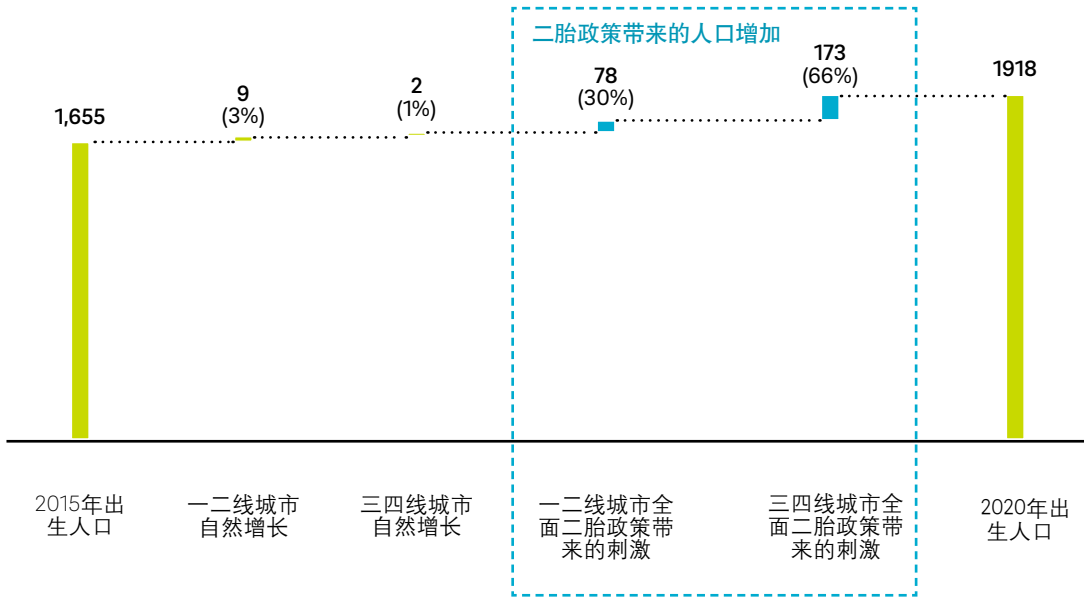 二胎政策带来的人口增加
1,655
9
(3%)
2
(1%)
78
(30%)
173
(66%)
1918
2015年出
生人口
一二线城市
自然增长
三四线城市
自然增长
一二线城市全
面二胎政策带
来的刺激
三四线城市全
面二胎政策带
来的刺激
2020年出
生人口